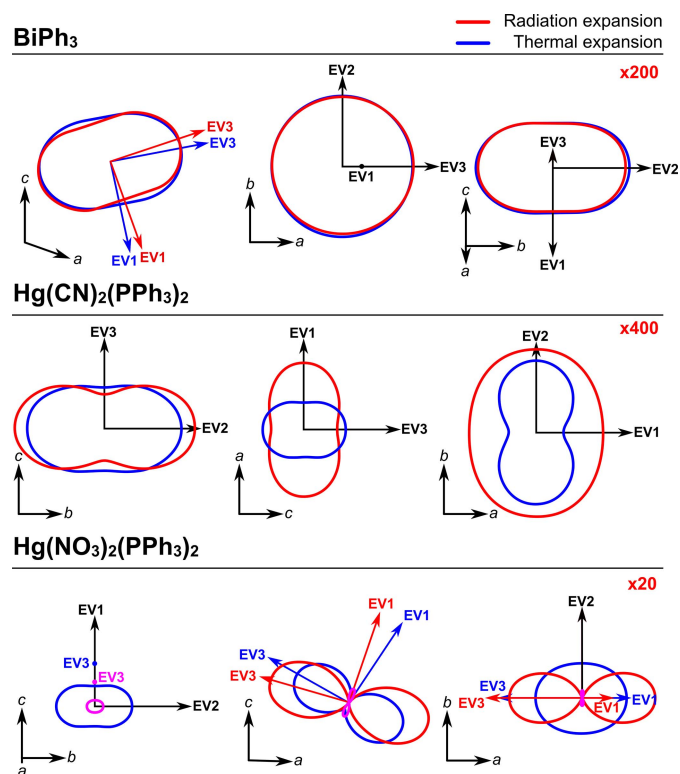 BiPh₃
Radiation expansion
Thermal expansion
x200
EV3
EV3
EV1
EV1
c
a
EV2
EV3
EV1
b
a
EV3
EV2
EV1
c
b
a
Hg(CN)₂(PPh₃)₂
x400
EV3
EV2
c
b
EV1
EV3
a
c
EV2
EV1
b
a
Hg(NO₃)₂(PPh₃)₂
x20
EV1
EV3
EV3
EV2
c
b
a
EV1
EV1
EV3
EV3
c
a
EV2
EV3
EV3
EV1
EV1
b
a